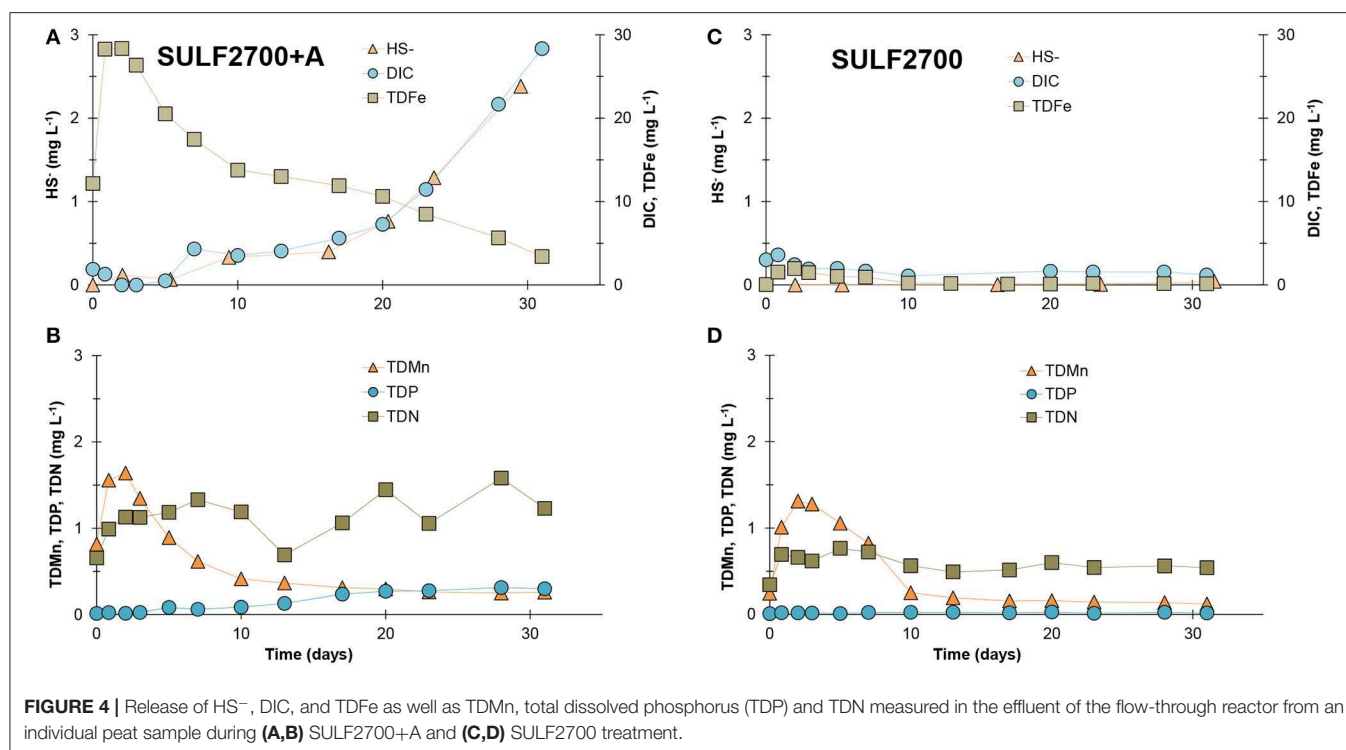 A
SULF2700+A
HS-
DIC
TDFe
3
2
1
0
HS- (mg L-1)
30
20
10
0
DIC, TDFe (mg L-1)
0 10 20 30
C
SULF2700
HS-
DIC
TDFe
3
2
1
0
HS- (mg L-1)
30
20
10
0
DIC, TDFe (mg L-1)
0 10 20 30
B
TDMn
TDP
TDN
3
2
1
0
TDMn, TDP, TDN (mg L-1)
0 10 20 30
Time (days)
D
TDMn
TDP
TDN
3
2
1
0
TDMn, TDP, TDN (mg L-1)
0 10 20 30
Time (days)
FIGURE 4 | Release of HS−, DIC, and TDFe as well as TDMn, total dissolved phosphorus (TDP) and TDN measured in the effluent of the flow-through reactor from an
individual peat sample during (A,B) SULF2700+A and (C,D) SULF2700 treatment.